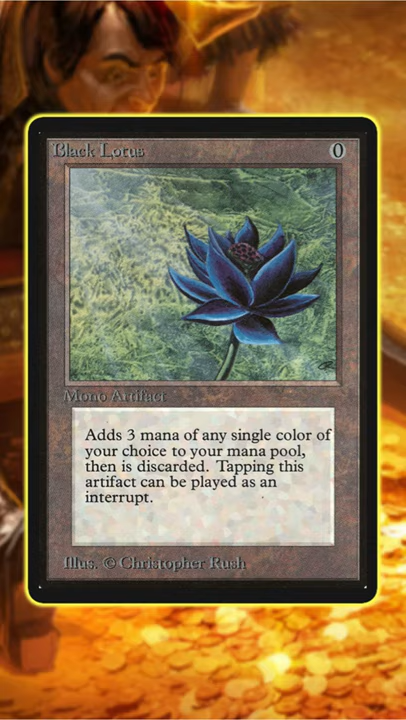 Black Lotus 0
Mono Artifact
Adds 3 mana of any single color of
your choice to your mana pool,
then is discarded. Tapping this
artifact can be played as an
interrupt.
Illus. © Christopher Rush